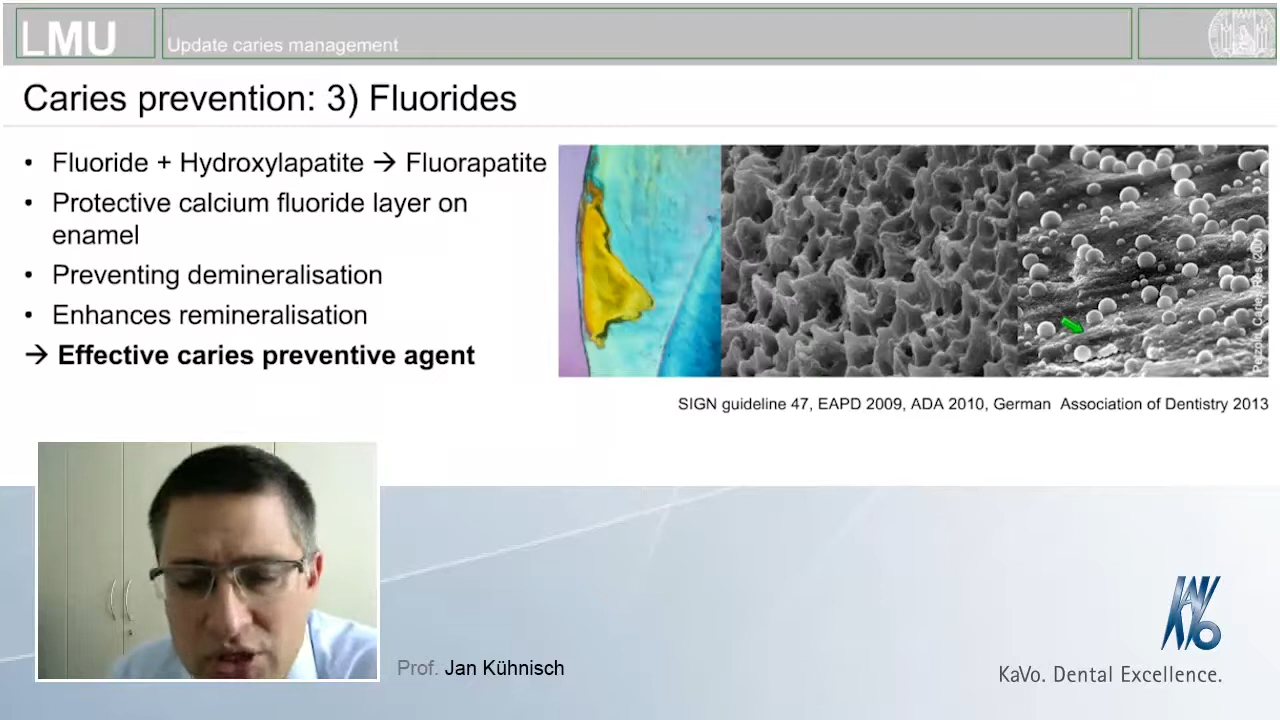 LMU
Update caries management
Caries prevention: 3) Fluorides
• Fluoride + Hydroxylapatite → Fluorapatite
• Protective calcium fluoride layer on
enamel
• Preventing demineralisation
• Enhances remineralisation
→ Effective caries preventive agent
SIGN guideline 47, EAPD 2009, ADA 2010, German Association of Dentistry 2013
Prof. Jan Kühnisch
KAVO
KaVo. Dental Excellence.